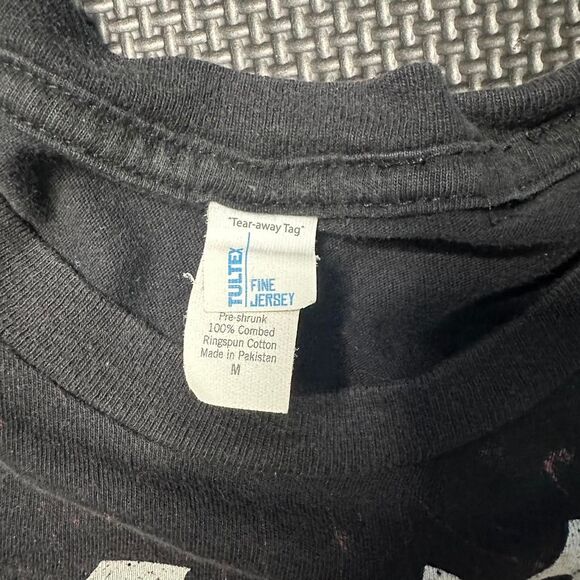 "Tear-away Tag"
TULTEX
FINE
JERSEY
Pre-shrunk
100% Combed
Ringspun Cotton
Made in Pakistan
M